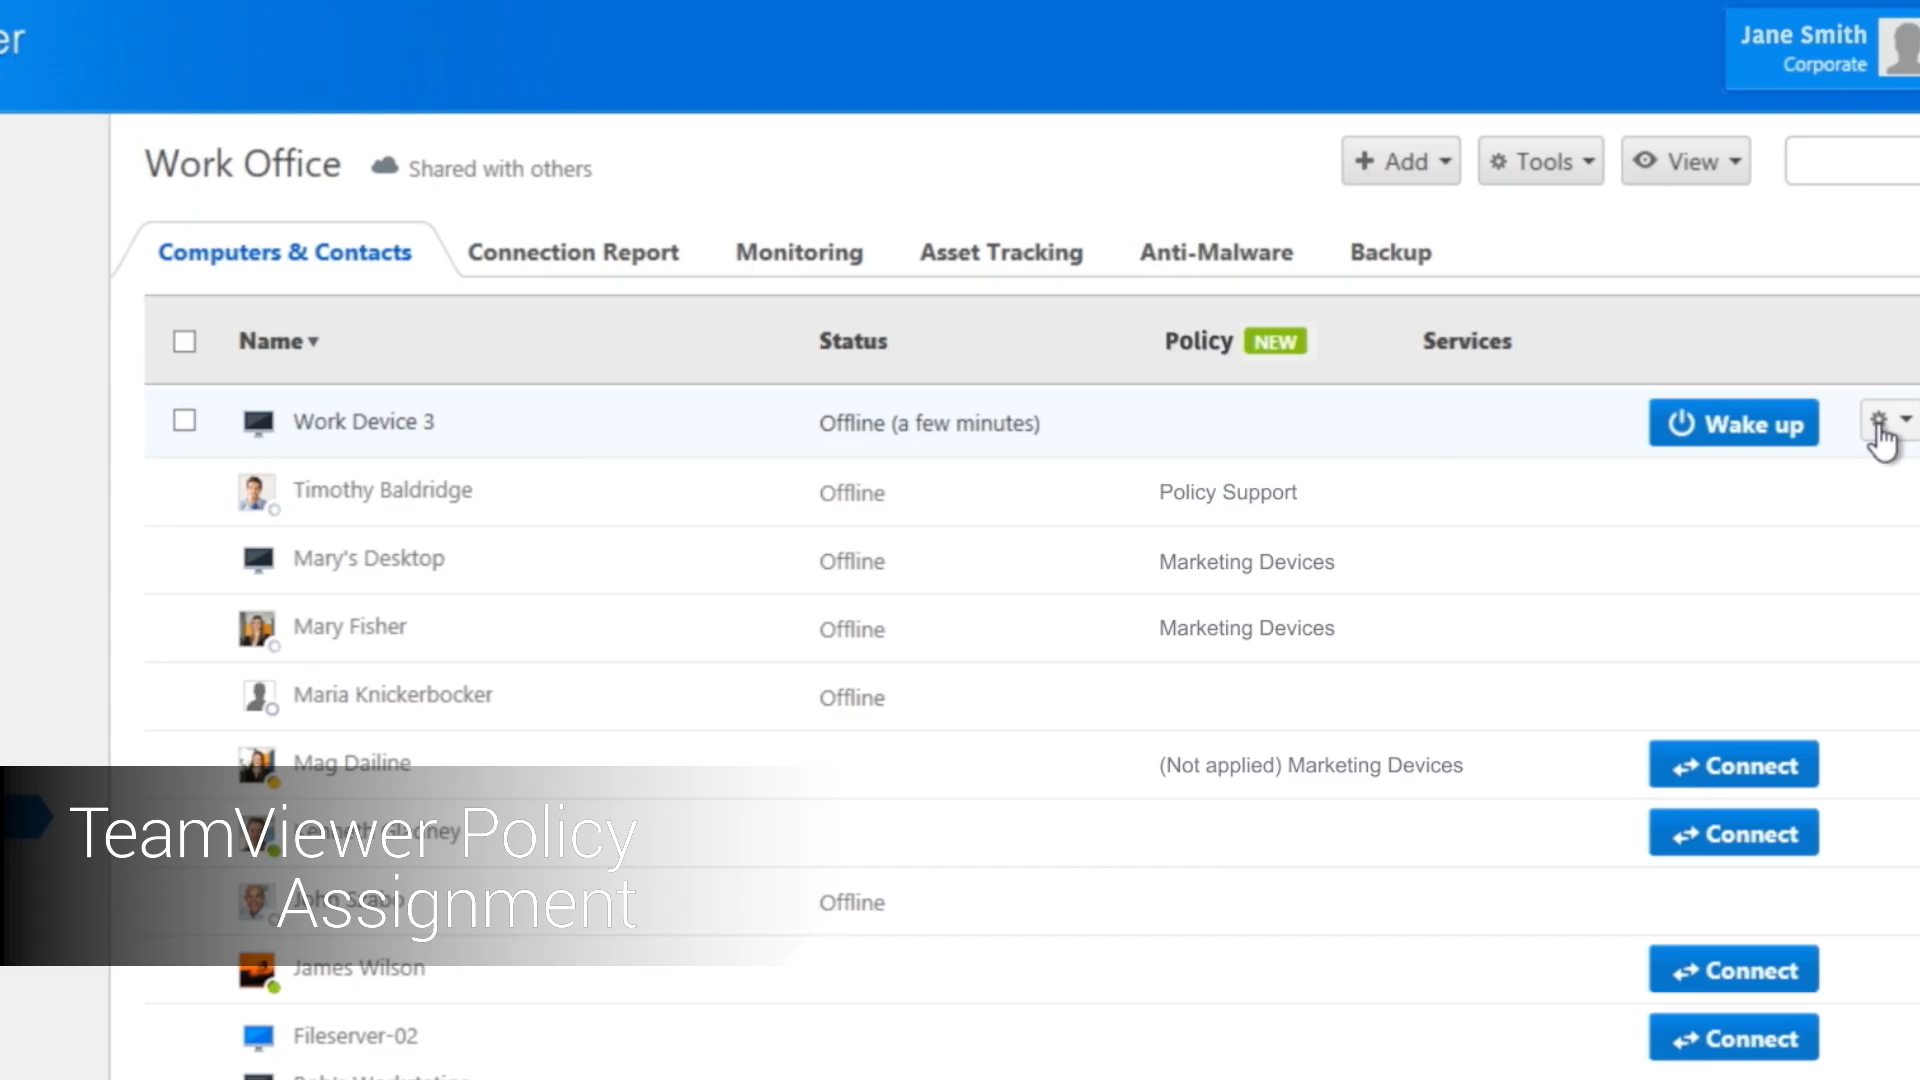 er
Jane Smith
Corporate
Work Office Shared with others
Add Tools View
Computers & Contacts Connection Report Monitoring Asset Tracking Anti-Malware Backup
Name Status Policy NEW Services
Work Device 3 Offline (a few minutes) Wake up
Timothy Baldridge Offline Policy Support
Mary's Desktop Offline Marketing Devices
Mary Fisher Offline Marketing Devices
Maria Knickerbocker Offline
Mag Dailine (Not applied) Marketing Devices Connect
Connect
TeamViewer Policy
Assignment
Offline
James Wilson Connect
Fileserver-02 Connect